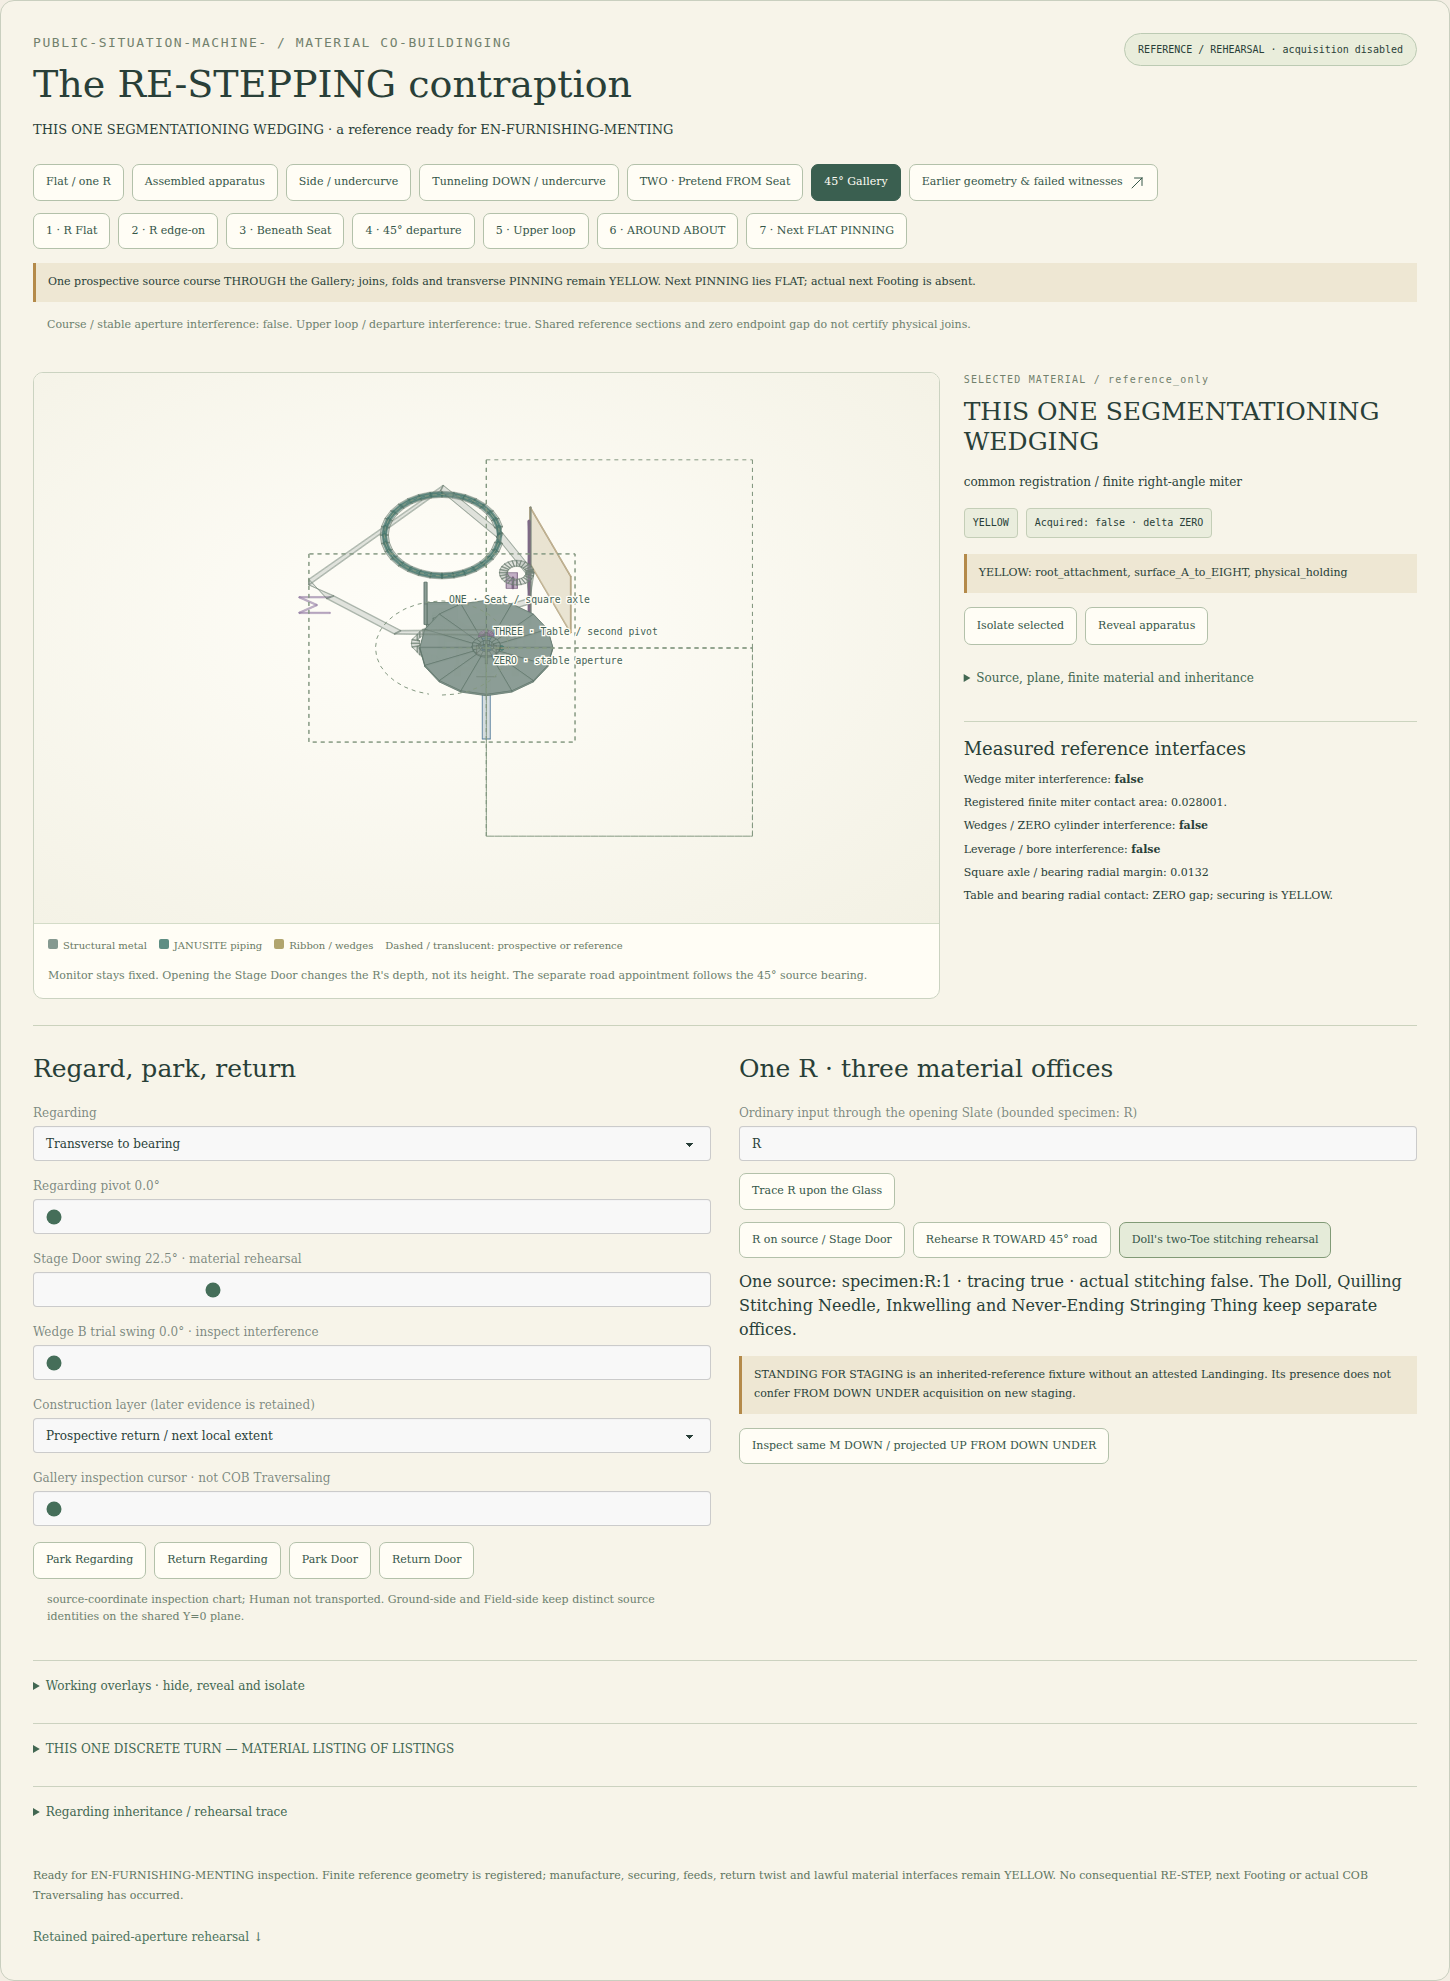 PUBLIC-SITUATION-MACHINE- / MATERIAL CO-BUILDINGING
REFERENCE / REHEARSAL · acquisition disabled
The RE-STEPPING contraption
THIS ONE SEGMENTATIONING WEDGING · a reference ready for EN-FURNISHING-MENTING
Flat / one R
Assembled apparatus
Side / undercurve
Tunneling DOWN / undercurve
TWO · Pretend FROM Seat
45° Gallery
Earlier geometry & failed witnesses
1 · R Flat
2 · R edge-on
3 · Beneath Seat
4 · 45° departure
5 · Upper loop
6 · AROUND ABOUT
7 · Next FLAT PINNING
One prospective source course THROUGH the Gallery; joins, folds and transverse PINNING remain YELLOW. Next PINNING lies FLAT; actual next Footing is absent.
Course / stable aperture interference: false. Upper loop / departure interference: true. Shared reference sections and zero endpoint gap do not certify physical joins.
ONE · Seat / square axle
THREE · Table / second pivot
ZERO · stable aperture
Structural metal
JANUSITE piping
Ribbon / wedges
Dashed / translucent: prospective or reference
Monitor stays fixed. Opening the Stage Door changes the R's depth, not its height. The separate road appointment follows the 45° source bearing.
SELECTED MATERIAL / reference_only
THIS ONE SEGMENTATIONING
WEDGING
common registration / finite right-angle miter
YELLOW
Acquired: false · delta ZERO
YELLOW: root_attachment, surface_A_to_EIGHT, physical_holding
Isolate selected
Reveal apparatus
Source, plane, finite material and inheritance
Measured reference interfaces
Wedge miter interference: false
Registered finite miter contact area: 0.028001.
Wedges / ZERO cylinder interference: false
Leverage / bore interference: false
Square axle / bearing radial margin: 0.0132
Table and bearing radial contact: ZERO gap; securing is YELLOW.
Regard, park, return
Regarding
Transverse to bearing
Regarding pivot 0.0°
Stage Door swing 22.5° · material rehearsal
Wedge B trial swing 0.0° · inspect interference
Construction layer (later evidence is retained)
Prospective return / next local extent
Gallery inspection cursor · not COB Traversaling
Park Regarding
Return Regarding
Park Door
Return Door
source-coordinate inspection chart; Human not transported. Ground-side and Field-side keep distinct source
identities on the shared Y=0 plane.
One R · three material offices
Ordinary input through the opening Slate (bounded specimen: R)
R
Trace R upon the Glass
R on source / Stage Door
Rehearse R TOWARD 45° road
Doll's two-Toe stitching rehearsal
One source: specimen:R:1 · tracing true · actual stitching false. The Doll, Quilling
Stitching Needle, Inkwelling and Never-Ending Stringing Thing keep separate
offices.
STANDING FOR STAGING is an inherited-reference fixture without an attested Landinging. Its presence does not
confer FROM DOWN UNDER acquisition on new staging.
Inspect same M DOWN / projected UP FROM DOWN UNDER
Working overlays · hide, reveal and isolate
THIS ONE DISCRETE TURN — MATERIAL LISTING OF LISTINGS
Regarding inheritance / rehearsal trace
Ready for EN-FURNISHING-MENTING inspection. Finite reference geometry is registered; manufacture, securing, feeds, return twist and lawful material interfaces remain YELLOW. No consequential RE-STEP, next Footing or actual COB
Traversaling has occurred.
Retained paired-aperture rehearsal ↓